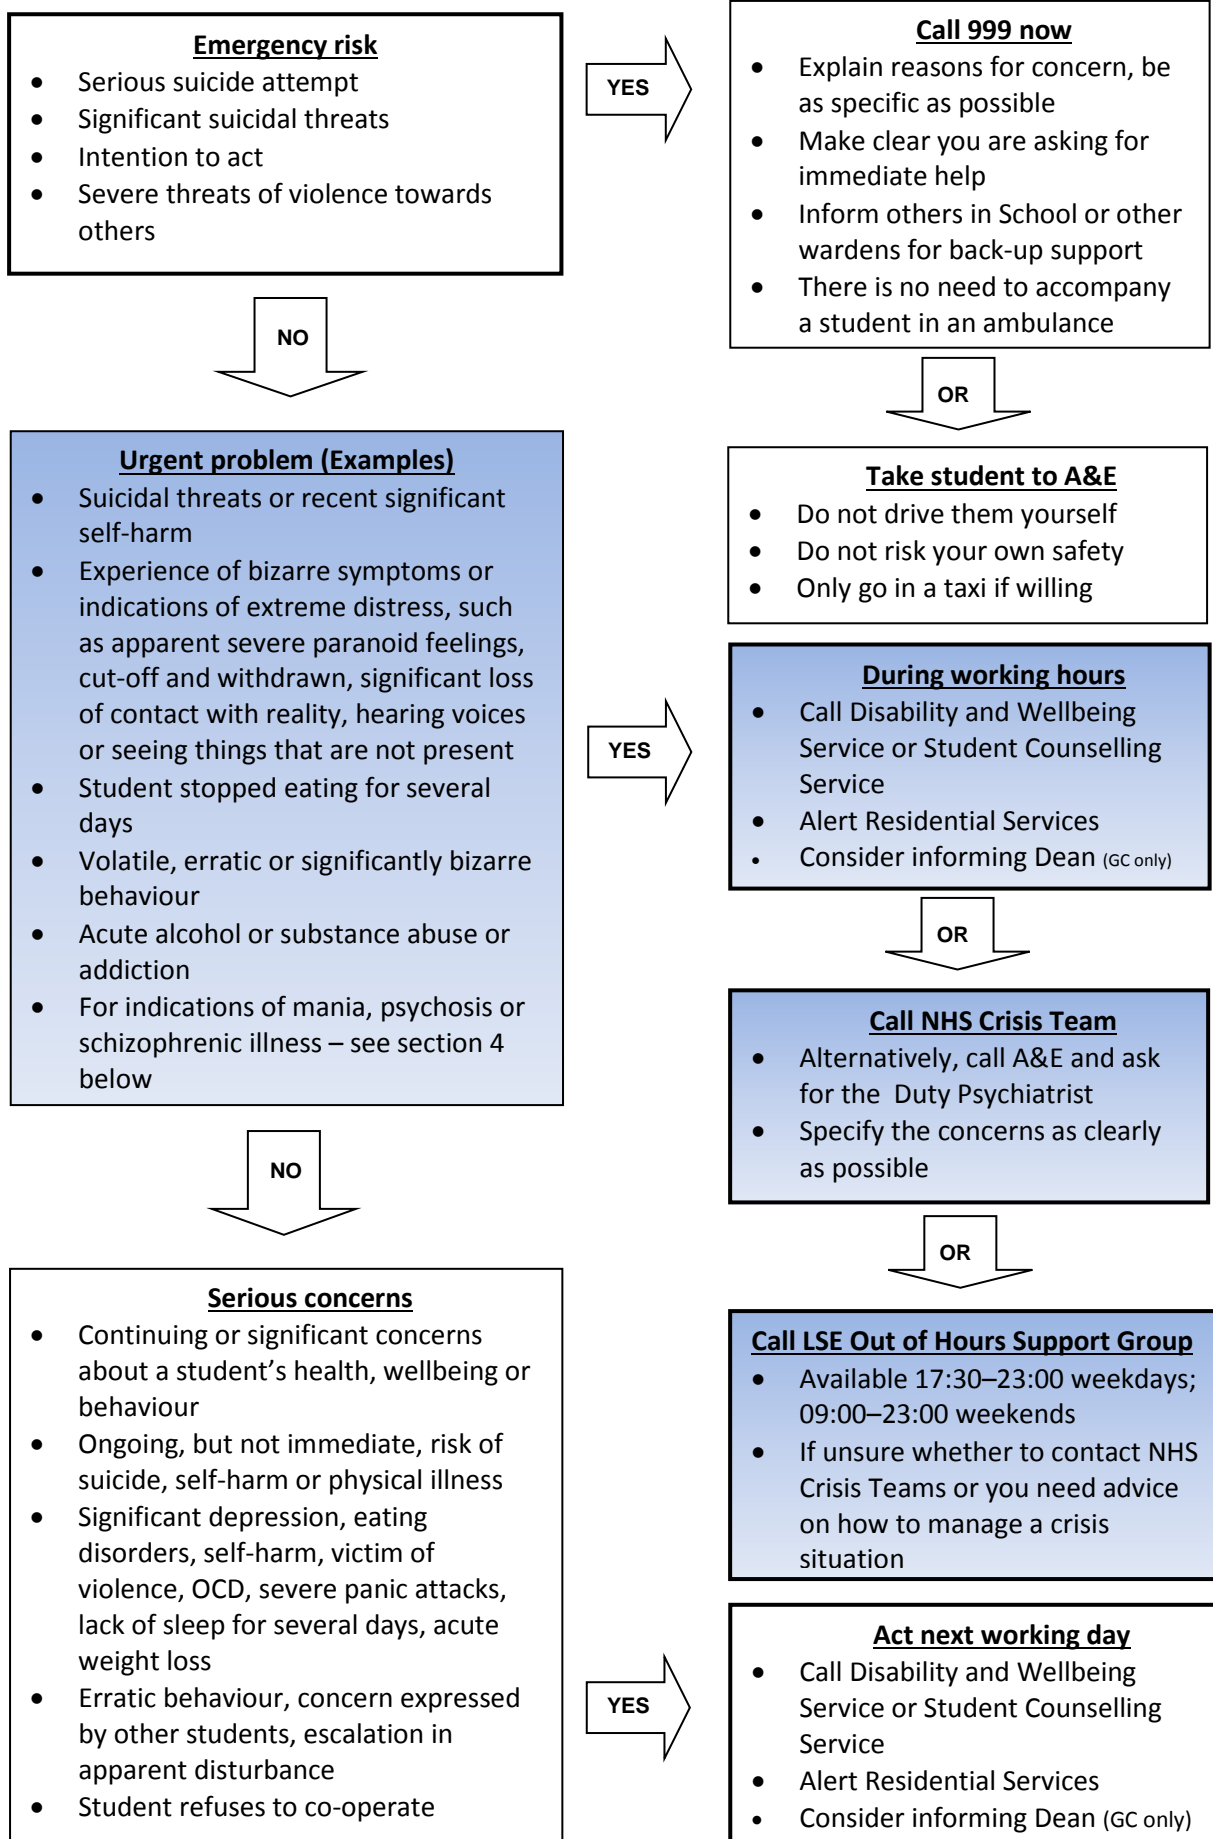 Emergency risk
• Serious suicide attempt
• Significant suicidal threats
• Intention to act
• Severe threats of violence towards
others
YES
Call 999 now
• Explain reasons for concern, be
as specific as possible
• Make clear you are asking for
immediate help
• Inform others in School or other
wardens for back-up support
• There is no need to accompany
a student in an ambulance
NO
OR
Take student to A&E
• Do not drive them yourself
• Do not risk your own safety
• Only go in a taxi if willing
Urgent problem (Examples)
• Suicidal threats or recent significant
self-harm
• Experience of bizarre symptoms or
indications of extreme distress, such
as apparent severe paranoid feelings,
cut-off and withdrawn, significant loss
of contact with reality, hearing voices
or seeing things that are not present
• Student stopped eating for several
days
• Volatile, erratic or significantly bizarre
behaviour
• Acute alcohol or substance abuse or
addiction
• For indications of mania, psychosis or
schizophrenic illness – see section 4
below
YES
During working hours
• Call Disability and Wellbeing
Service or Student Counselling
Service
• Alert Residential Services
• Consider informing Dean (GC only)
OR
Call NHS Crisis Team
• Alternatively, call A&E and ask
for the Duty Psychiatrist
• Specify the concerns as clearly
as possible
OR
Call LSE Out of Hours Support Group
• Available 17:30–23:00 weekdays;
09:00–23:00 weekends
• If unsure whether to contact NHS
Crisis Teams or you need advice
on how to manage a crisis
situation
NO
Serious concerns
• Continuing or significant concerns
about a student’s health, wellbeing or
behaviour
• Ongoing, but not immediate, risk of
suicide, self-harm or physical illness
• Significant depression, eating
disorders, self-harm, victim of
violence, OCD, severe panic attacks,
lack of sleep for several days, acute
weight loss
• Erratic behaviour, concern expressed
by other students, escalation in
apparent disturbance
• Student refuses to co-operate
YES
Act next working day
• Call Disability and Wellbeing
Service or Student Counselling
Service
• Alert Residential Services
• Consider informing Dean (GC only)